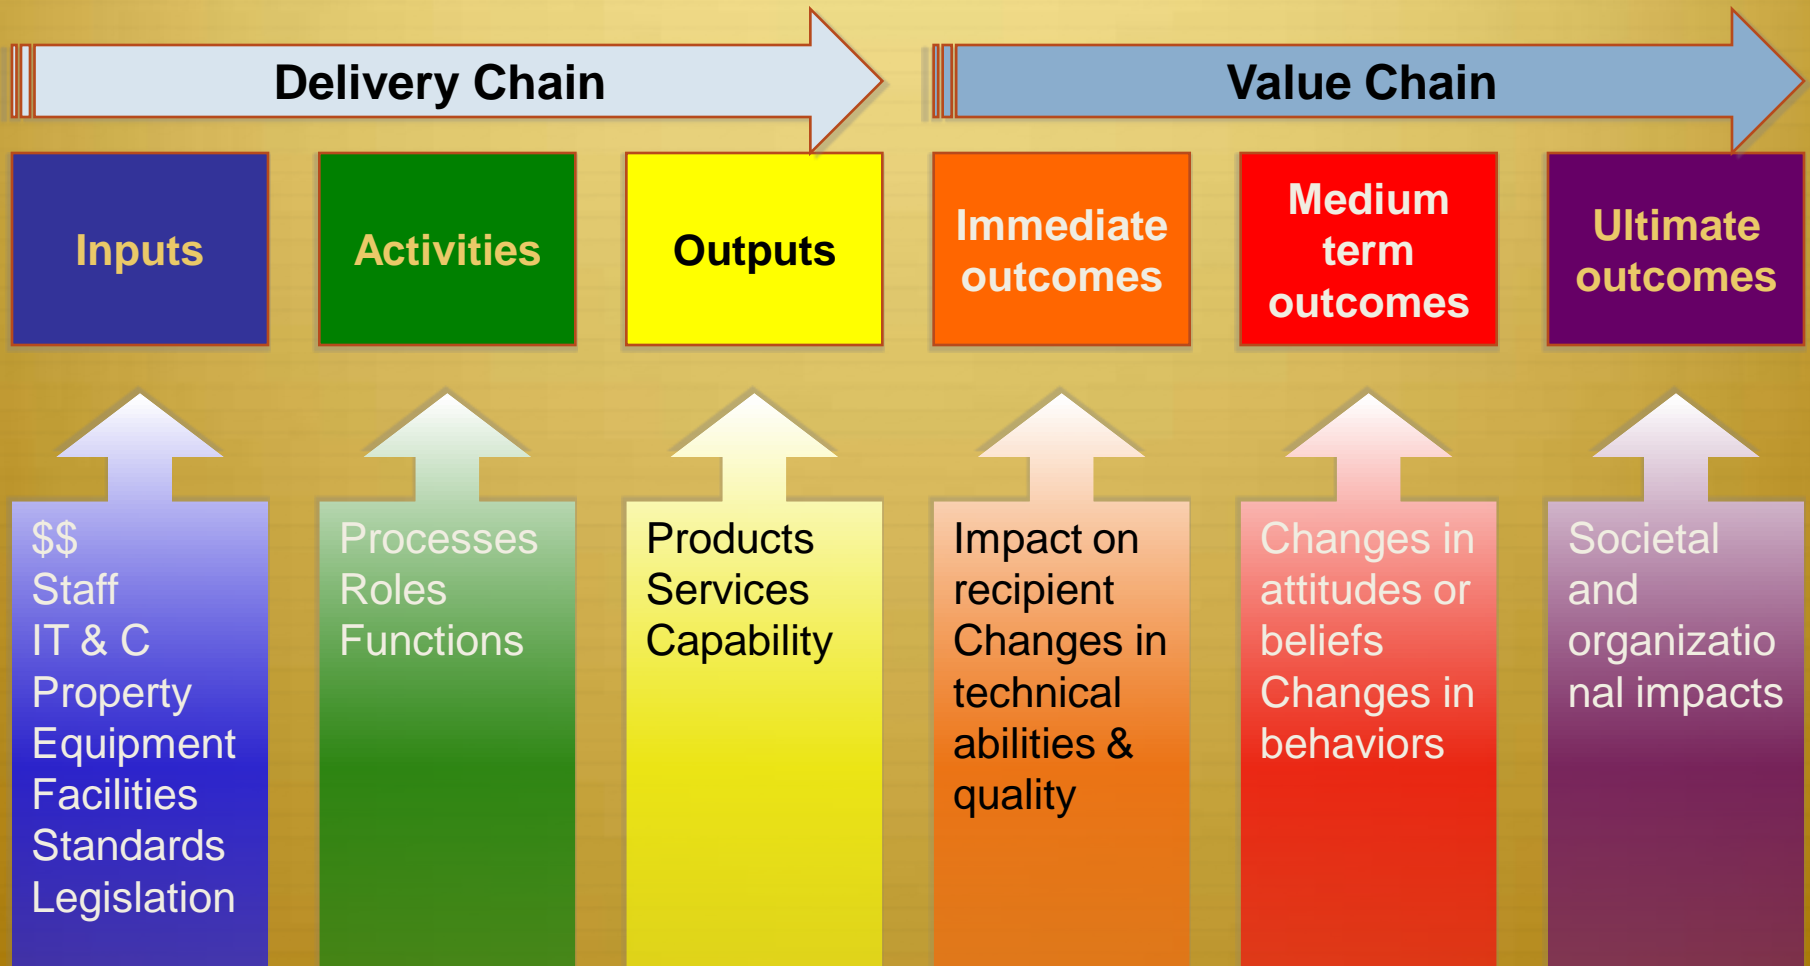 Delivery Chain
Value Chain
Inputs
Activities
Outputs
Immediate
outcomes
Medium
term
outcomes
Ultimate
outcomes
$$
Staff
IT & C
Property
Equipment
Facilities
Standards
Legislation
Processes
Roles
Functions
Products
Services
Capability
Impact on
recipient
Changes in
technical
abilities &
quality
Changes in
attitudes or
beliefs
Changes in
behaviors
Societal
and
organizatio
nal impacts